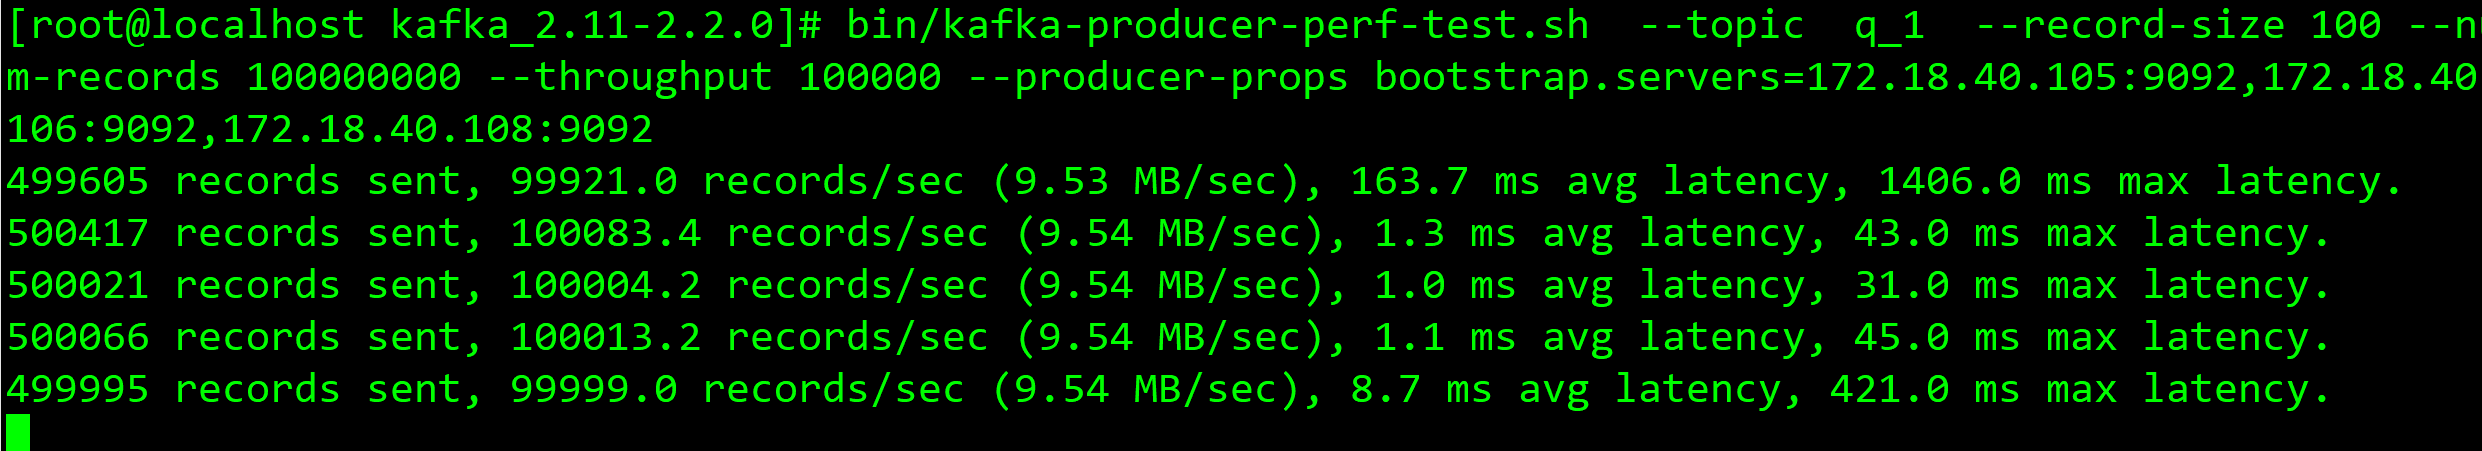 [root@localhost kafka_2.11-2.2.0]# bin/kafka-producer-perf-test.sh  --topic  q_1  --record-size 100 --nu
m-records 100000000 --throughput 100000 --producer-props bootstrap.servers=172.18.40.105:9092,172.18.40
106:9092,172.18.40.108:9092
499605 records sent, 99921.0 records/sec (9.53 MB/sec), 163.7 ms avg latency, 1406.0 ms max latency.
500417 records sent, 100083.4 records/sec (9.54 MB/sec), 1.3 ms avg latency, 43.0 ms max latency.
500021 records sent, 100004.2 records/sec (9.54 MB/sec), 1.0 ms avg latency, 31.0 ms max latency.
500066 records sent, 100013.2 records/sec (9.54 MB/sec), 1.1 ms avg latency, 45.0 ms max latency.
499995 records sent, 99999.0 records/sec (9.54 MB/sec), 8.7 ms avg latency, 421.0 ms max latency.